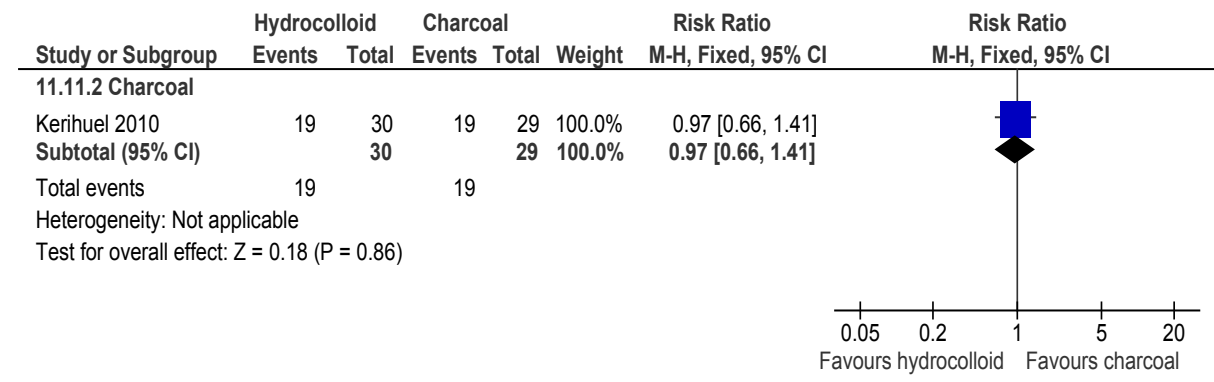 Hydrocolloid Charcoal Risk Ratio Risk Ratio
Study or Subgroup Events Total Events Total Weight M-H, Fixed, 95% CI M-H, Fixed, 95% CI
11.11.2 Charcoal
Kerihuel 2010 19 30 19 29 100.0% 0.97 [0.66, 1.41]
Subtotal (95% CI) 30 29 100.0% 0.97 [0.66, 1.41]
Total events 19 19
Heterogeneity: Not applicable
Test for overall effect: Z = 0.18 (P = 0.86)
0.05 0.2 1 5 20
Favours hydrocolloid Favours charcoal